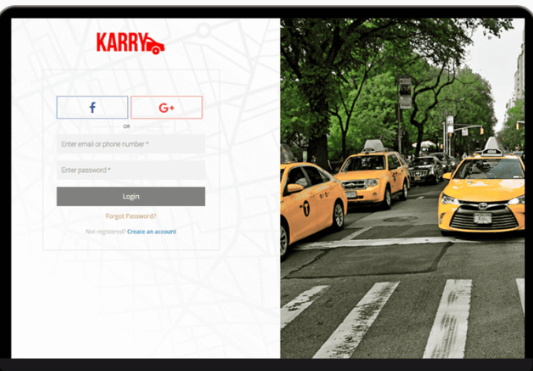 KARRY
f
G+
OR
Enter email or phone number *
Enter password *
Login
Forgot Password?
Not registered? Create an account